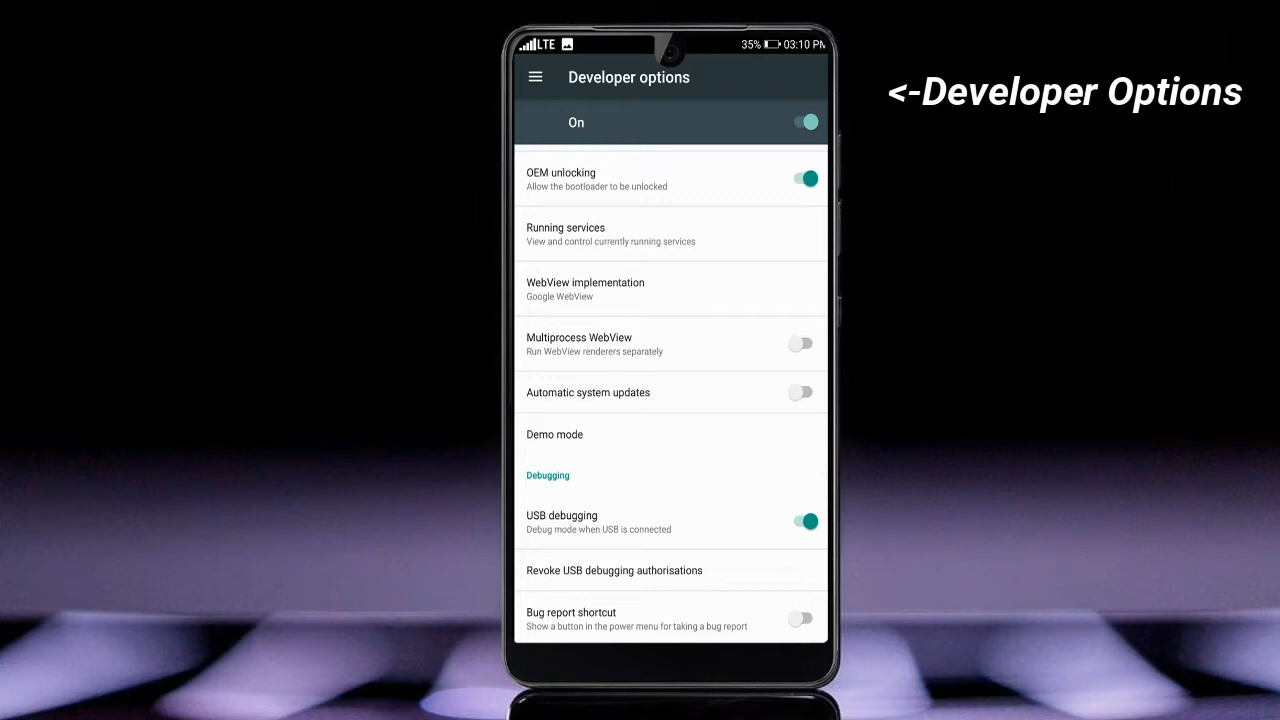 LTE
35% 03:10 PM
<-Developer Options
Developer options
On
OEM unlocking
Allow the bootloader to be unlocked
Running services
View and control currently running services
WebView implementation
Google WebView
Multiprocess WebView
Run WebView renderers separately
Automatic system updates
Demo mode
Debugging
USB debugging
Debug mode when USB is connected
Revoke USB debugging authorisations
Bug report shortcut
Show a button in the power menu for taking a bug report